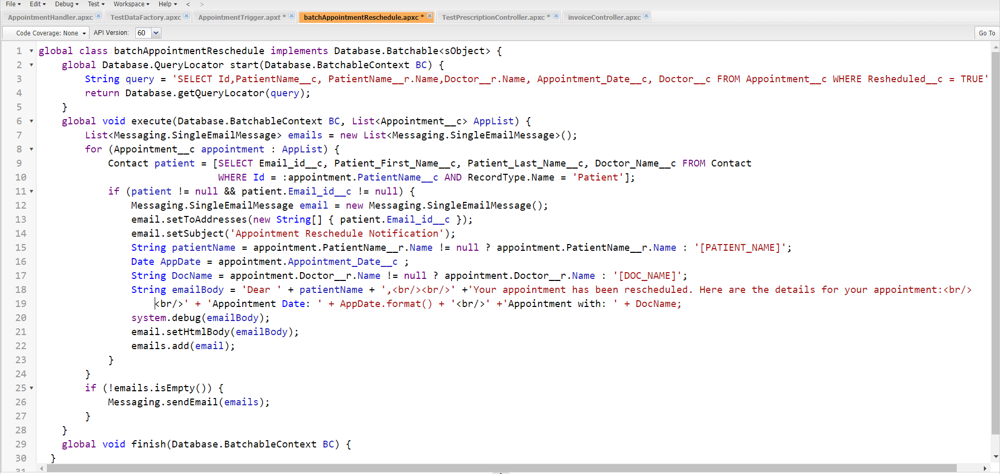 File Edit Debug Test Workspace Help < >
AppointmentHandler.apxc TestDataFactory.apxc AppointmentTrigger.apxt * batchAppointmentReschedule.apxc * TestPrescriptionController.apxc * invoiceController.apxc
Code Coverage: None API Version: 60 Go To
1 global class batchAppointmentReschedule implements Database.Batchable<sObject> {
2 global Database.QueryLocator start(Database.BatchableContext BC) {
3 String query = 'SELECT Id,PatientName__c, PatientName__r.Name,Doctor__r.Name, Appointment_Date__c, Doctor__c FROM Appointment__c WHERE Resheduled__c = TRUE'
4 return Database.getQueryLocator(query);
5 }
6 global void execute(Database.BatchableContext BC, List<Appointment__c> AppList) {
7 List<Messaging.SingleEmailMessage> emails = new List<Messaging.SingleEmailMessage>();
8 for (Appointment__c appointment : AppList) {
9 Contact patient = [SELECT Email_id__c, Patient_First_Name__c, Patient_Last_Name__c, Doctor_Name__c FROM Contact
10 WHERE Id = :appointment.PatientName__c AND RecordType.Name = 'Patient'];
11 if (patient != null && patient.Email_id__c != null) {
12 Messaging.SingleEmailMessage email = new Messaging.SingleEmailMessage();
13 email.setToAddresses(new String[] { patient.Email_id__c });
14 email.setSubject('Appointment Reschedule Notification');
15 String patientName = appointment.PatientName__r.Name != null ? appointment.PatientName__r.Name : '[PATIENT_NAME]';
16 Date AppDate = appointment.Appointment_Date__c ;
17 String DocName = appointment.Doctor__r.Name != null ? appointment.Doctor__r.Name : '[DOC_NAME]';
18 String emailBody = 'Dear ' + patientName + ',<br/><br/>' +'Your appointment has been rescheduled. Here are the details for your appointment:<br/>
19 <br/>' + 'Appointment Date: ' + AppDate.format() + '<br/>' +'Appointment with: ' + DocName;
20 system.debug(emailBody);
21 email.setHtmlBody(emailBody);
22 emails.add(email);
23 }
24 }
25 if (!emails.isEmpty()) {
26 Messaging.sendEmail(emails);
27 }
28 }
29 global void finish(Database.BatchableContext BC) {
30 }
31